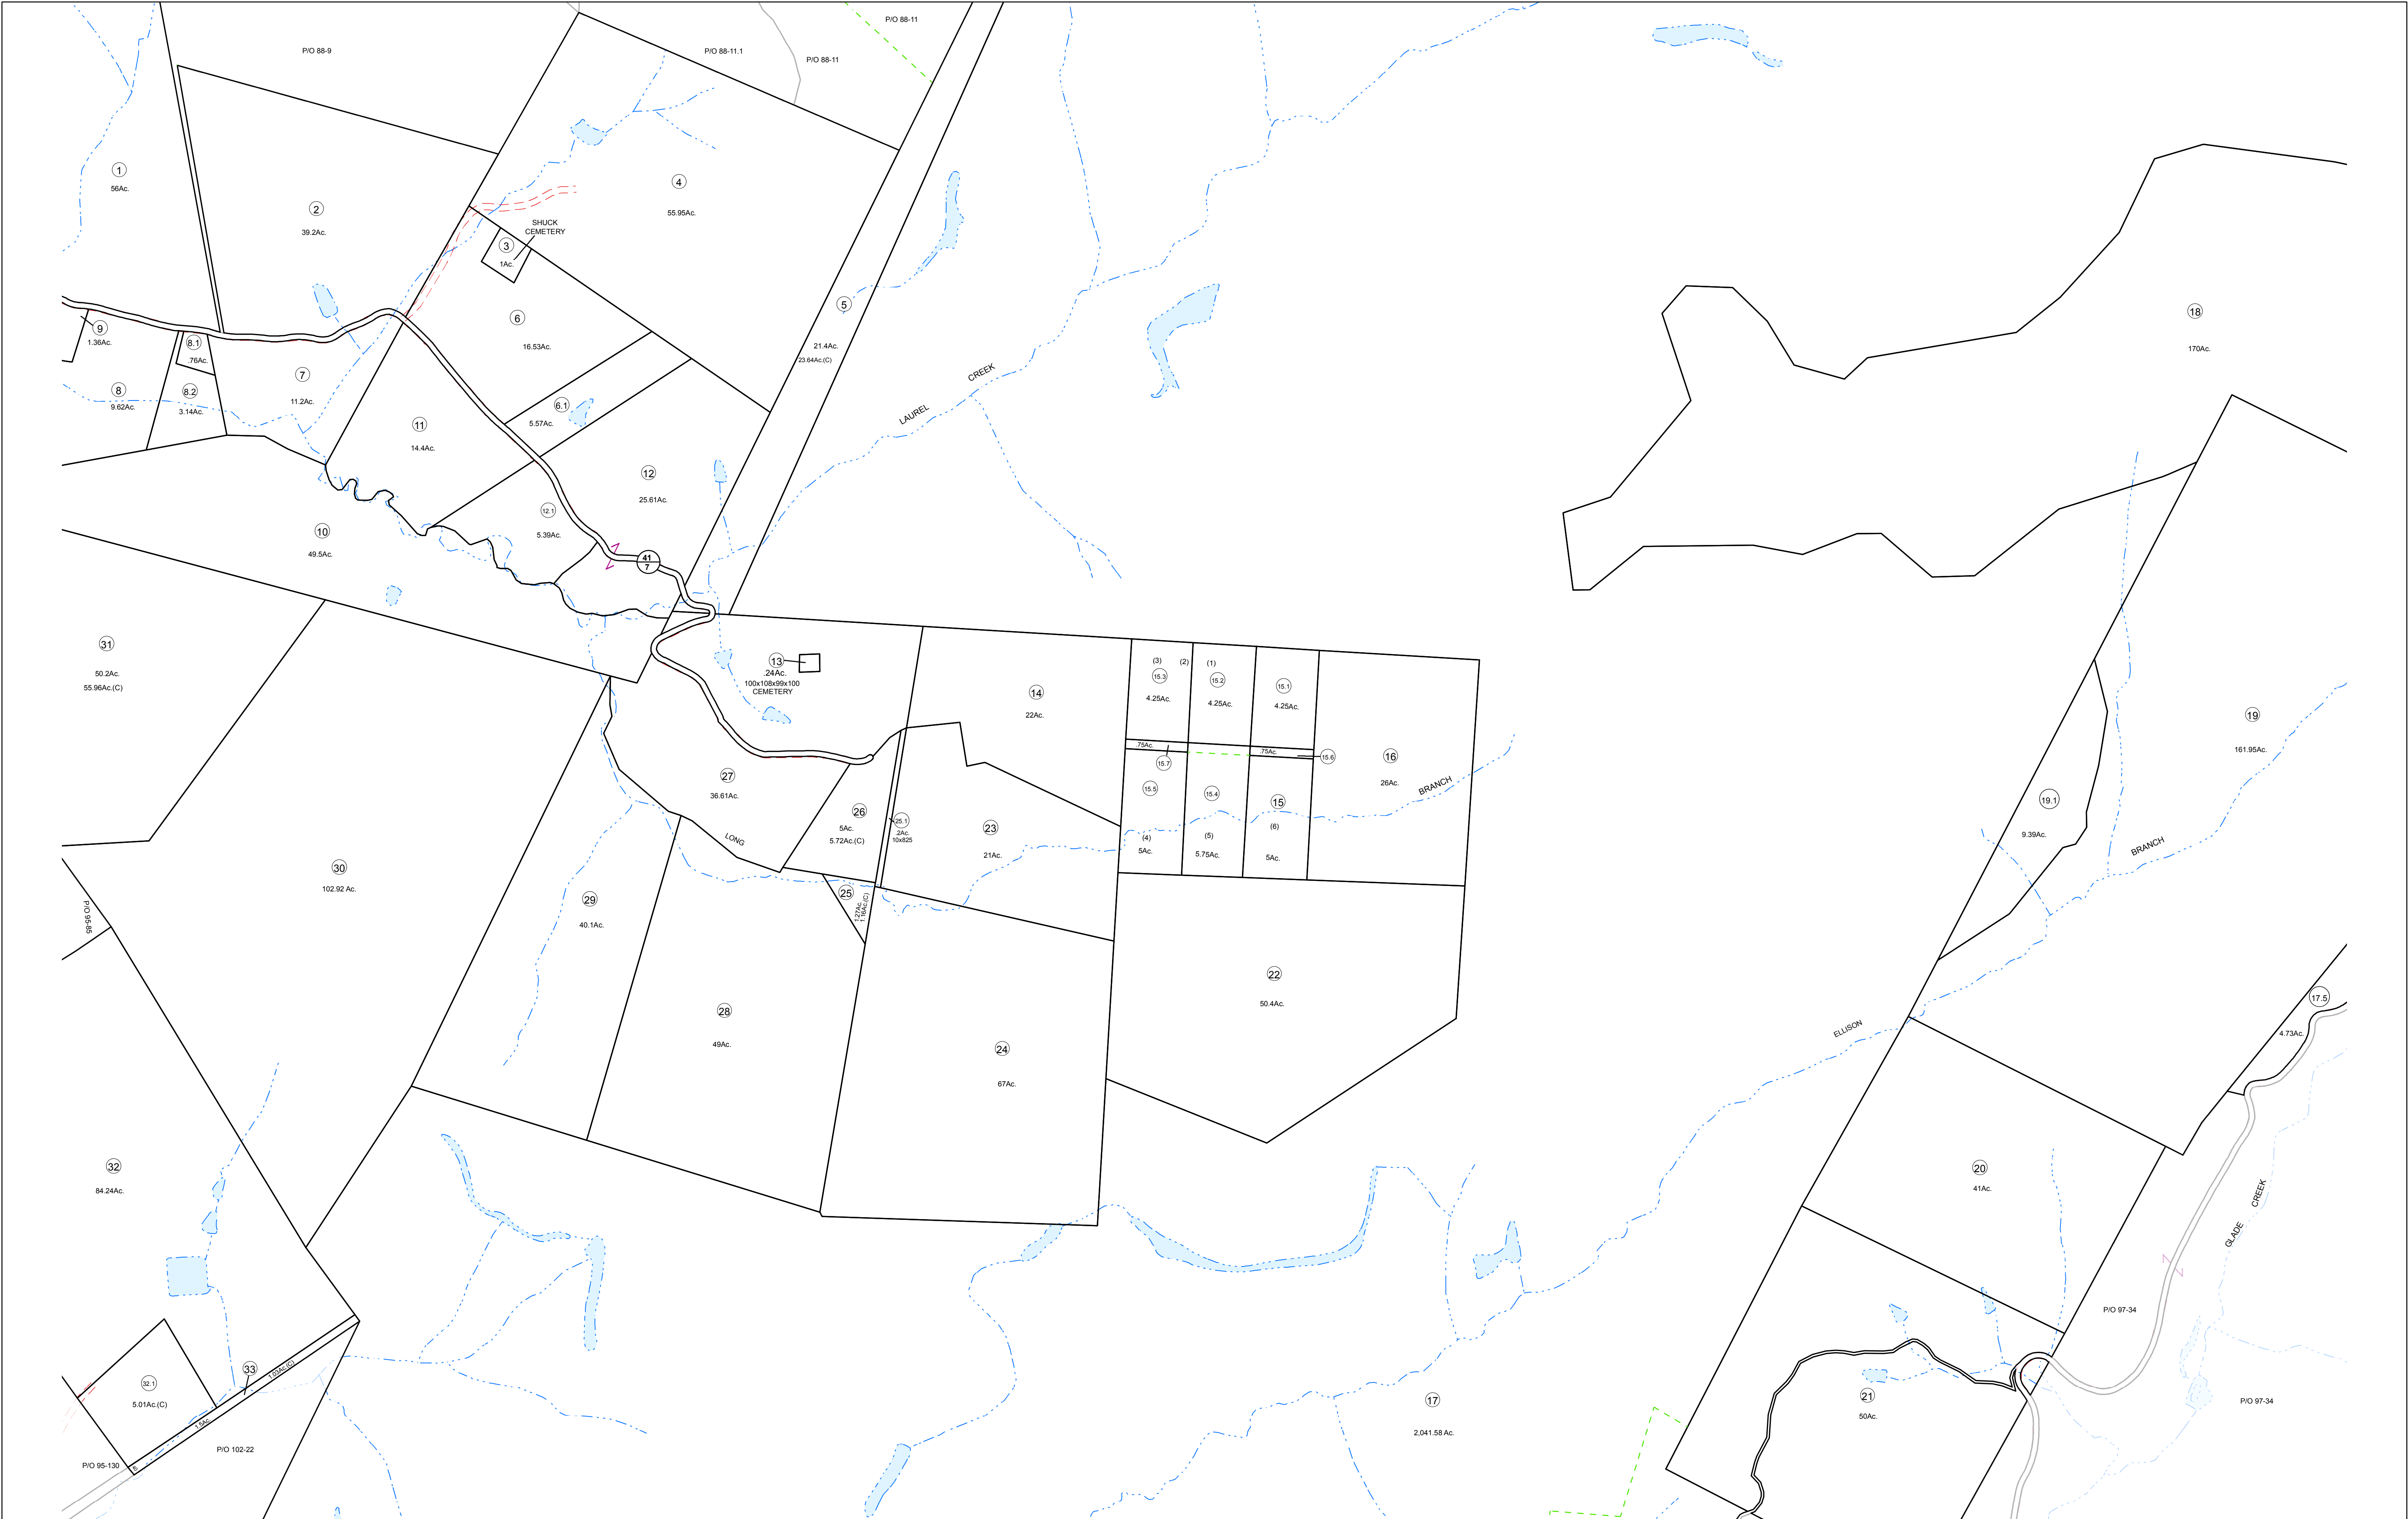 P/O 88-9
P/O 88-11.1
P/O 88-11
P/O 88-11
1
56Ac.
2
39.2Ac.
4
55.95Ac.
SHUCK
CEMETERY
3
1Ac.
5
21.4Ac.
23.64Ac.(C)
18
170Ac.
6
16.53Ac.
9
1.36Ac.
8.1
.76Ac.
7
11.2Ac.
8
9.62Ac.
8.2
3.14Ac.
6.1
5.57Ac.
11
14.4Ac.
LAUREL
CREEK
12
25.61Ac.
12.1
5.39Ac.
10
49.5Ac.
41
7
31
50.2Ac.
55.96Ac.(C)
13
.24Ac.
100x108x99x100
CEMETERY
14
22Ac.
(3)
(2)
(1)
15.3
4.25Ac.
15.2
4.25Ac.
15.1
4.25Ac.
.75Ac.
.75Ac.
15.7
15.6
16
26Ac.
19
161.95Ac.
27
36.61Ac.
15.5
15.4
15
BRANCH
19.1
9.39Ac.
LONG
26
5Ac.
5.72Ac.(C)
25.1
.2Ac.
10x825
23
21Ac.
(4)
5Ac.
(5)
5.75Ac.
(6)
5Ac.
BRANCH
30
102.92 Ac.
P/O 95-85
29
40.1Ac.
25
1.27Ac.
1.16Ac.(C)
28
49Ac.
22
50.4Ac.
24
67Ac.
ELLISON
17.5
4.73Ac.
32
84.24Ac.
20
41Ac.
GLADE
CREEK
P/O 97-34
33
1.03Ac.(C)
32.1
5.01Ac.(C)
1.5Ac.
17
2,041.58 Ac.
21
50Ac.
P/O 97-34
P/O 102-22
P/O 95-130